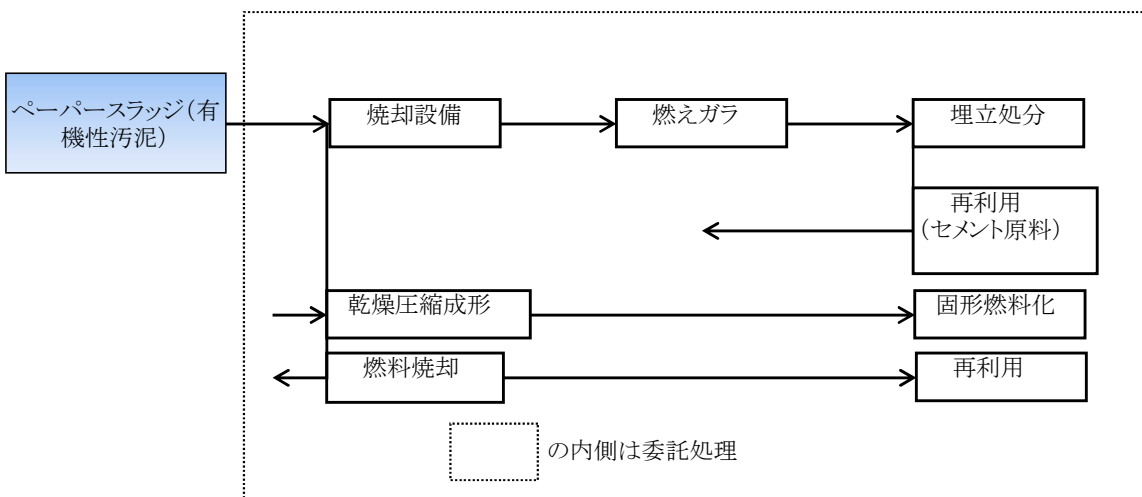 ペーパースラッジ（有
機性汚泥）
焼却設備
燃えガラ
埋立処分
再利用
（セメント原料）
乾燥圧縮成形
固形燃料化
燃料焼却
再利用
の内側は委託処理